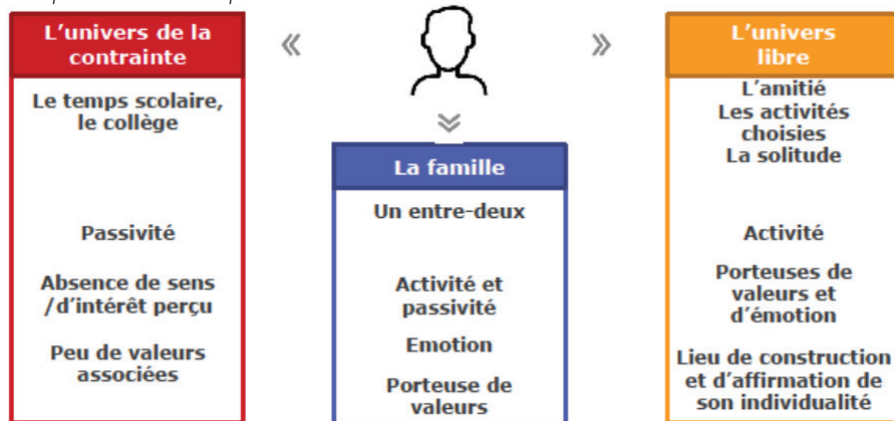 L'univers de la
contrainte
Le temps scolaire,
le collège
Passivité
Absence de sens
/d'intérêt perçu
Peu de valeurs
associées
La famille
Un entre-deux
Activité et
passivité
Emotion
Porteuse de
valeurs
L'univers
libre
L'amitié
Les activités
choisies
La solitude
Activité
Porteuses de
valeurs et
d'émotion
Lieu de construction
et d'affirmation de
son individualité